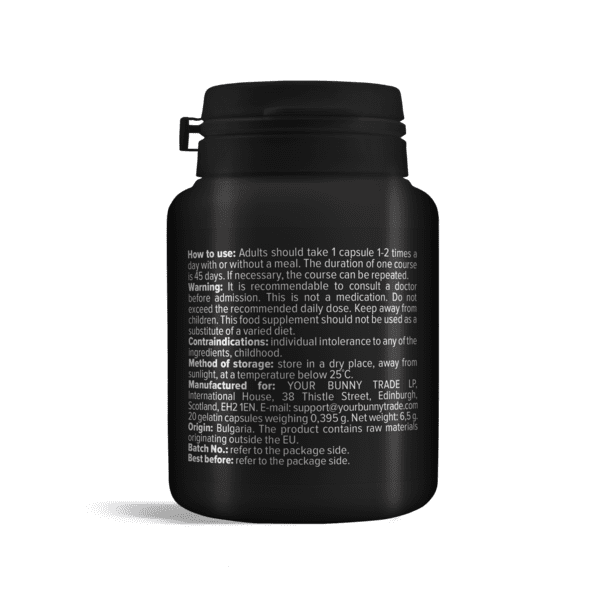 How to use: Adults should take 1 capsule 1-2 times a
day with or without a meal. The duration of one course
is 45 days. If necessary, the course can be repeated.
Warning: It is recommendable to consult a doctor
before admission. This is not a medication. Do not
exceed the recommended daily dose. Keep away from
children. This food supplement should not be used as a
substitute of a varied diet.
Contraindications: individual intolerance to any of the
ingredients, childhood.
Method of storage: store in a dry place, away from
sunlight, at a temperature below 25°C.
Manufactured for: YOUR BUNNY TRADE LP,
International House, 38 Thistle Street, Edinburgh,
Scotland, EH2 1EN. E-mail: support@yourbunnytrade.com
20 gelatin capsules weighing 0,395 g. Net weight: 6,5 g.
Origin: Bulgaria. The product contains raw materials
originating outside the EU.
Batch No.: refer to the package side.
Best before: refer to the package side.